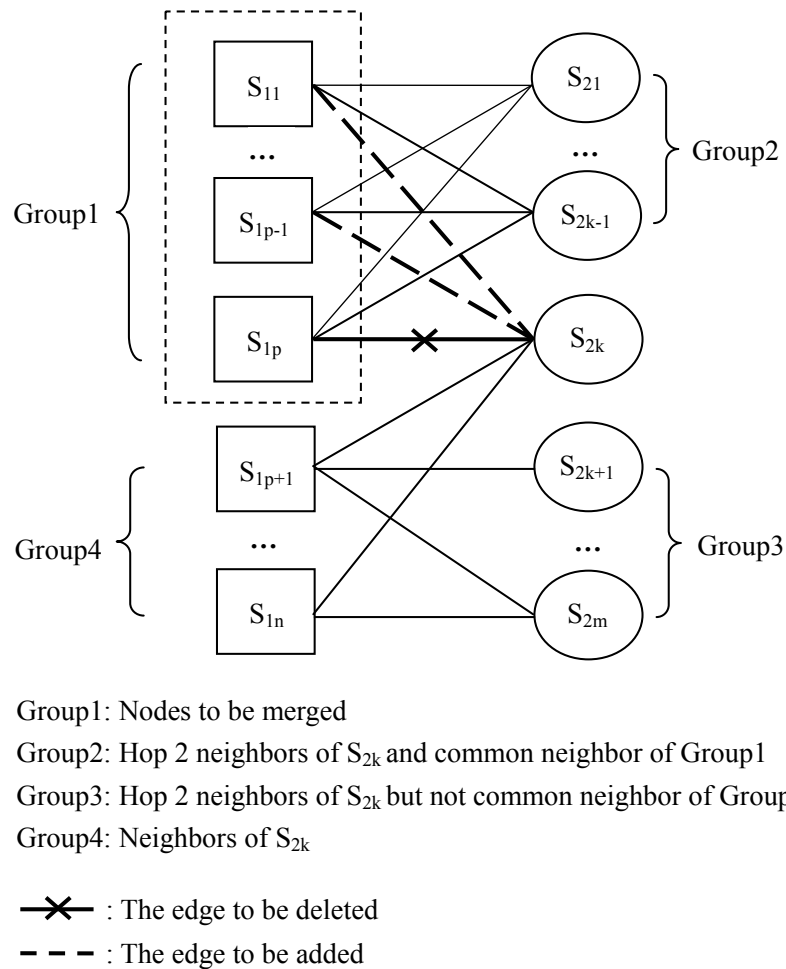 S11
S21
...
...
Group1
Group2
S1p-1
S2k-1
S1p
S2k
S1p+1
S2k+1
Group4
...
...
Group3
S1n
S2m
Group1: Nodes to be merged
Group2: Hop 2 neighbors of S2k and common neighbor of Group1
Group3: Hop 2 neighbors of S2k but not common neighbor of Group
Group4: Neighbors of S2k
: The edge to be deleted
: The edge to be added